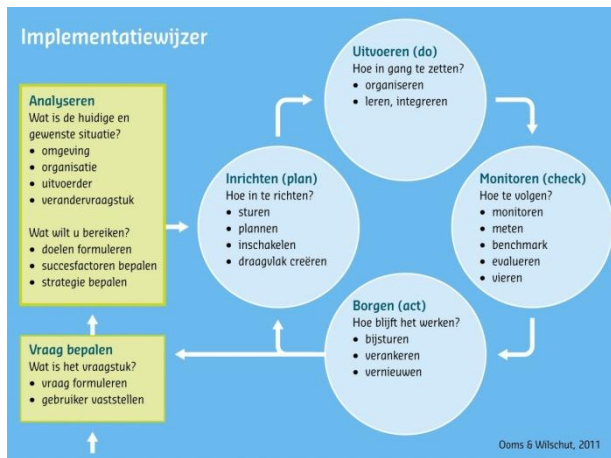 Implementatiewijzer
Analyseren
Wat is de huidige en
gewenste situatie?
• omgeving
• organisatie
• uitvoerder
• verandervraagstuk
Wat wilt u bereiken?
• doelen formuleren
• succesfactoren bepalen
• strategie bepalen
Vraag bepalen
Wat is het vraagstuk?
• vraag formuleren
• gebruiker vaststellen
Inrichten (plan)
Hoe in te richten?
• sturen
• plannen
• inschakelen
• draagvlak creëren
Uitvoeren (do)
Hoe in gang te zetten?
• organiseren
• leren, integreren
Monitoren (check)
Hoe te volgen?
• monitoren
• meten
• benchmark
• evalueren
• vieren
Borgen (act)
Hoe blijft het werken?
• bijsturen
• verankeren
• vernieuwen
Ooms & Wilschut, 2011